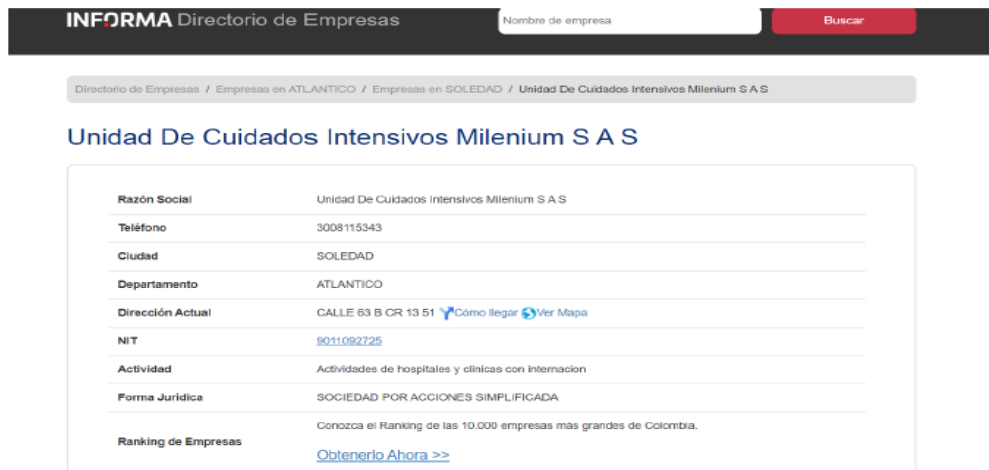 INFORMA Directorio de Empresas
Nombre de empresa
Buscar
Directorio de Empresas / Empresas en ATLANTICO / Empresas en SOLEDAD / Unidad De Cuidados Intensivos Milenium S A S
Unidad De Cuidados Intensivos Milenium S A S
Razón Social Unidad De Cuidados Intensivos Milenium S A S
Teléfono 3008115343
Ciudad SOLEDAD
Departamento ATLANTICO
Dirección Actual CALLE 63 B CR 13 51 Cómo llegar Ver Mapa
NIT 9011092725
Actividad Actividades de hospitales y clinicas con internacion
Forma Jurídica SOCIEDAD POR ACCIONES SIMPLIFICADA
Ranking de Empresas Conozca el Ranking de las 10.000 empresas más grandes de Colombia.
Obtenerlo Ahora >>